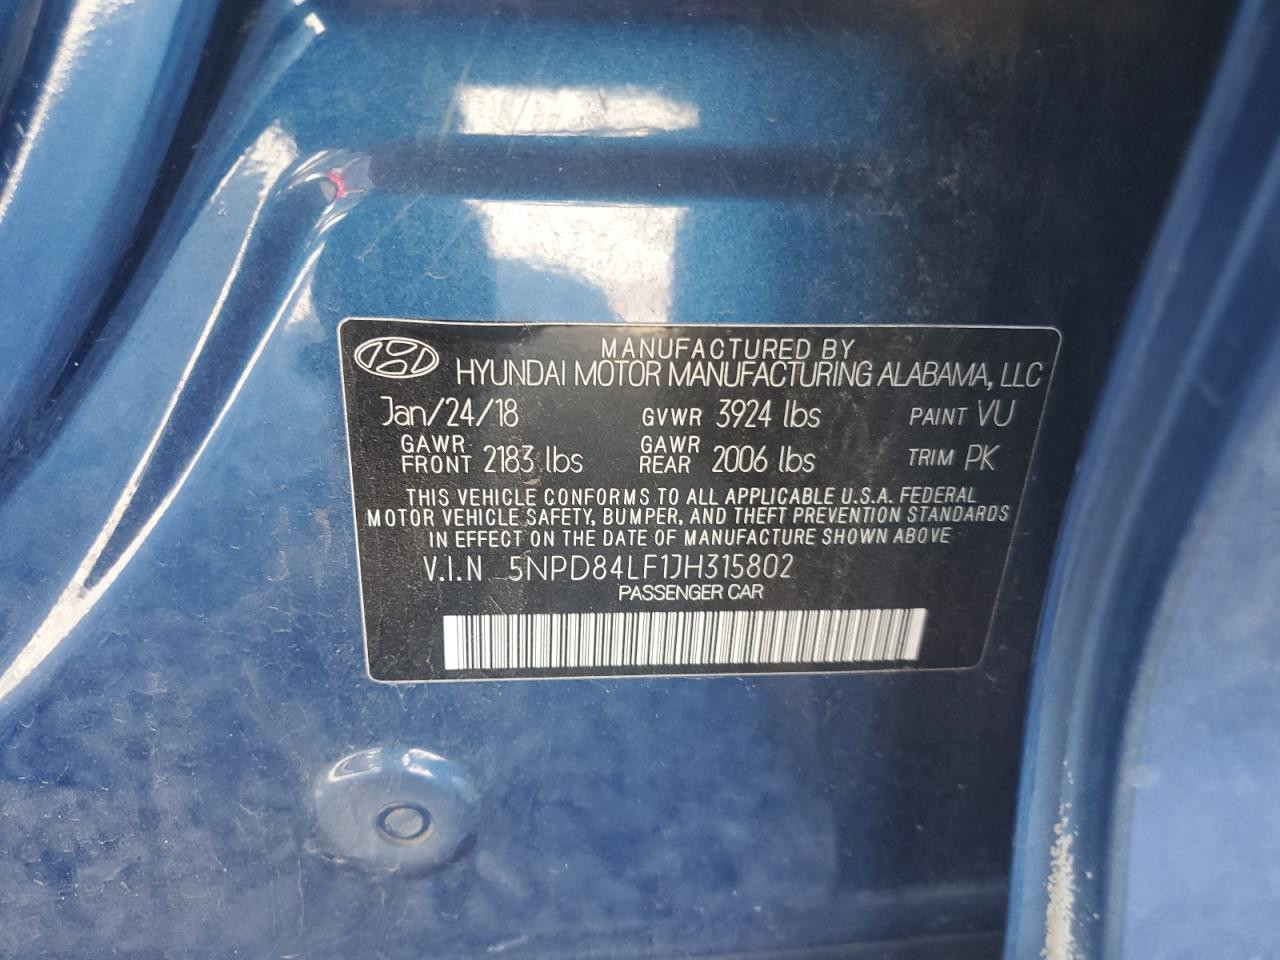 MANUFACTURED BY
HYUNDAI MOTOR MANUFACTURING ALABAMA, LLC
Jan/24/18 GVWR 3924 lbs PAINT VU
GAWR FRONT 2183 lbs GAWR REAR 2006 lbs TRIM PK
THIS VEHICLE CONFORMS TO ALL APPLICABLE U.S.A. FEDERAL
MOTOR VEHICLE SAFETY, BUMPER, AND THEFT PREVENTION STANDARDS
IN EFFECT ON THE DATE OF MANUFACTURE SHOWN ABOVE
V.I.N 5NPD84LF1JH315802
PASSENGER CAR